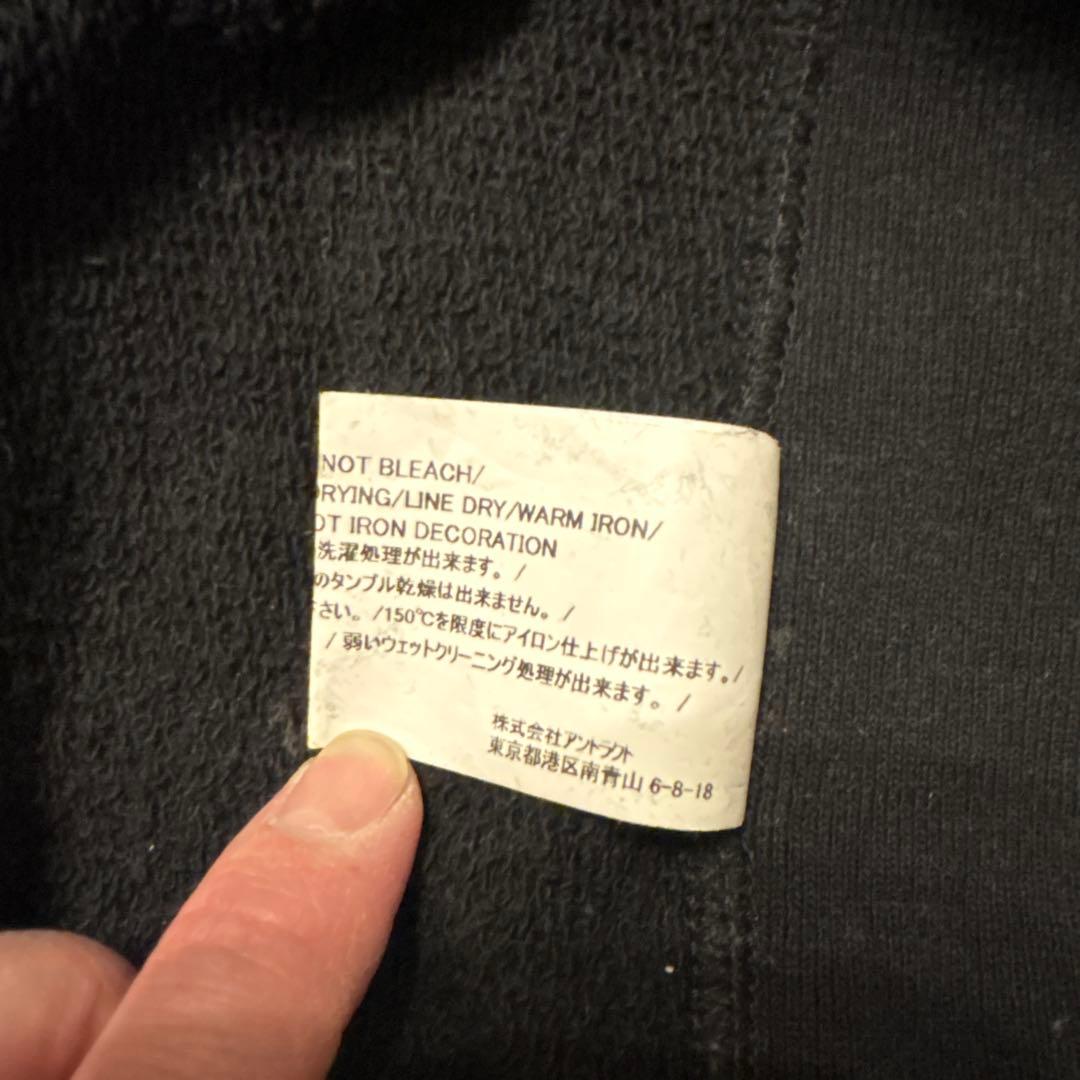 NOT BLEACH/
DRYING/LINE DRY/WARM IRON/
OT IRON DECORATION
洗濯処理が出来ます。 /
のタンブル乾燥は出来ません。 /
さい。 /150℃を限度にアイロン仕上げが出来ます。/
/ 弱いウェットクリーニング処理が出来ます。 /
株式会社アントラクト
東京都港区南青山 6-8-18